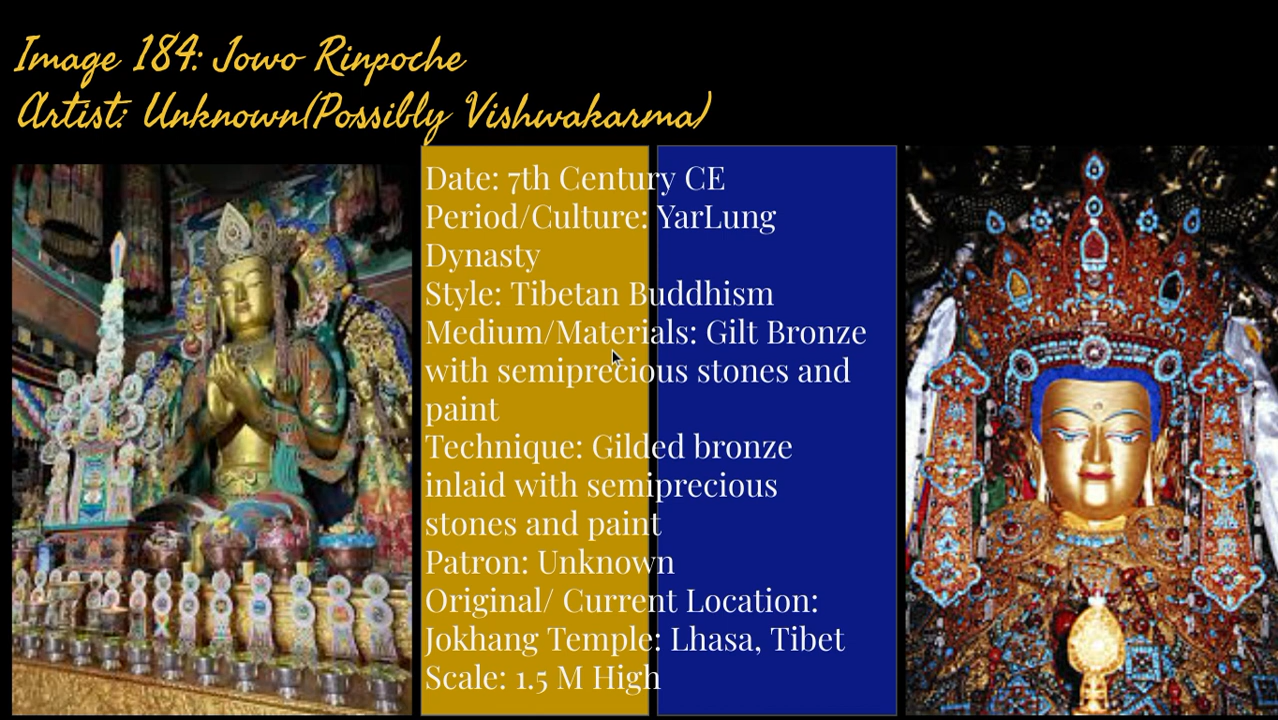 Image 184: Jowo Rinpoche
Artist: Unknown(Possibly Vishwakarma)
Date: 7th Century CE
Period/Culture: YarLung
Dynasty
Style: Tibetan Buddhism
Medium/Materials: Gilt Bronze
with semiprecious stones and
paint
Technique: Gilded bronze
inlaid with semiprecious
stones and paint
Patron: Unknown
Original/ Current Location:
Jokhang Temple: Lhasa, Tibet
Scale: 1.5 M High